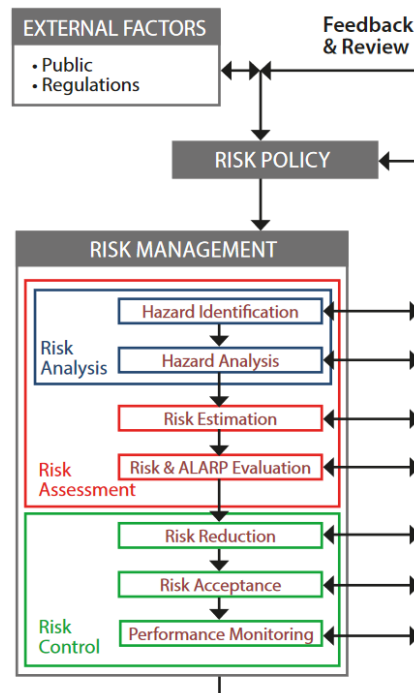 EXTERNAL FACTORS
• Public
• Regulations
Feedback
& Review
RISK POLICY
RISK MANAGEMENT
Hazard Identification
Risk
Analysis
Hazard Analysis
Risk Estimation
Risk & ALARP Evaluation
Risk
Assessment
Risk Reduction
Risk Acceptance
Risk
Control
Performance Monitoring